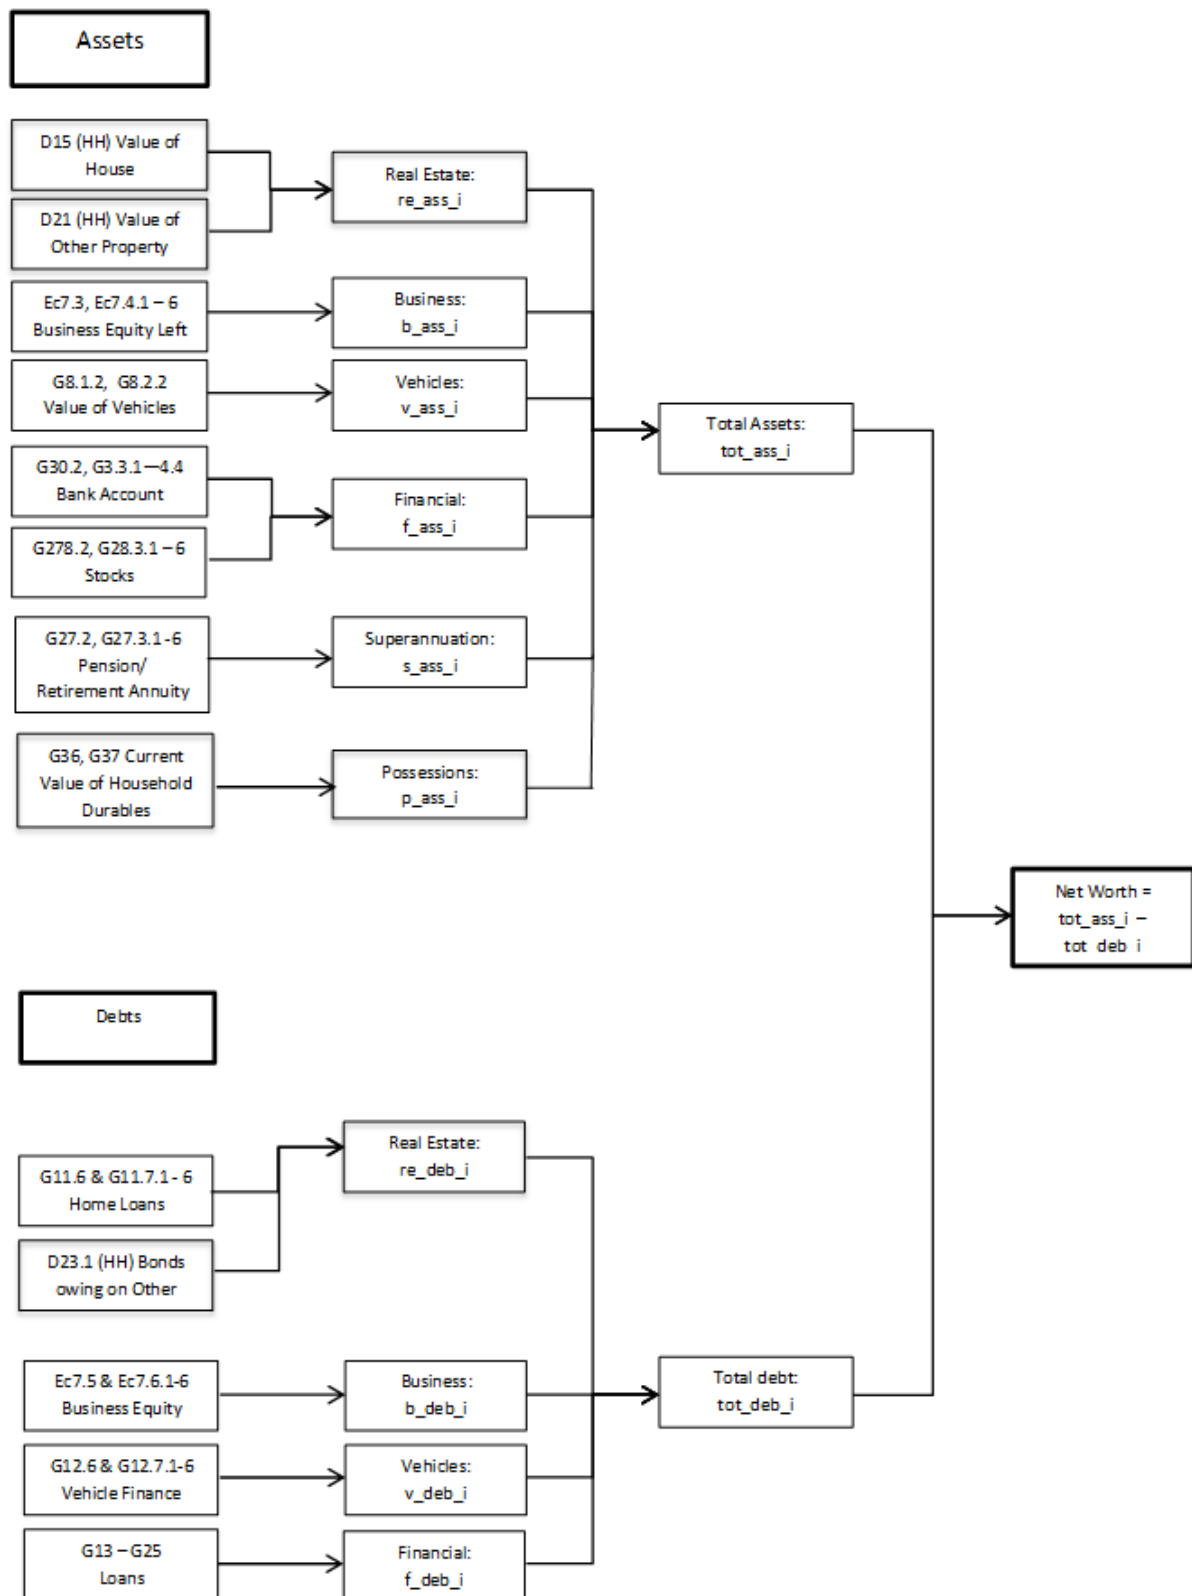 Assets
D15 (HH) Value of
House
D21 (HH) Value of
Other Property
Real Estate:
re_ass_i
Ec7.3, Ec7.4.1 – 6
Business Equity Left
Business:
b_ass_i
G8.1.2, G8.2.2
Value of Vehicles
Vehicles:
v_ass_i
G30.2, G3.3.1—4.4
Bank Account
G278.2, G28.3.1 – 6
Stocks
Financial:
f_ass_i
G27.2, G27.3.1 -6
Pension/
Retirement Annuity
Superannuation:
s_ass_i
G36, G37 Current
Value of Household
Durables
Possessions:
p_ass_i
Total Assets:
tot_ass_i
Net Worth =
tot_ass_i –
tot_deb_i
Debts
G11.6 & G11.7.1 - 6
Home Loans
D23.1 (HH) Bonds
owing on Other
Real Estate:
re_deb_i
Ec7.5 & Ec7.6.1-6
Business Equity
Business:
b_deb_i
G12.6 & G12.7.1-6
Vehicle Finance
Vehicles:
v_deb_i
G13 – G25
Loans
Financial:
f_deb_i
Total debt:
tot_deb_i